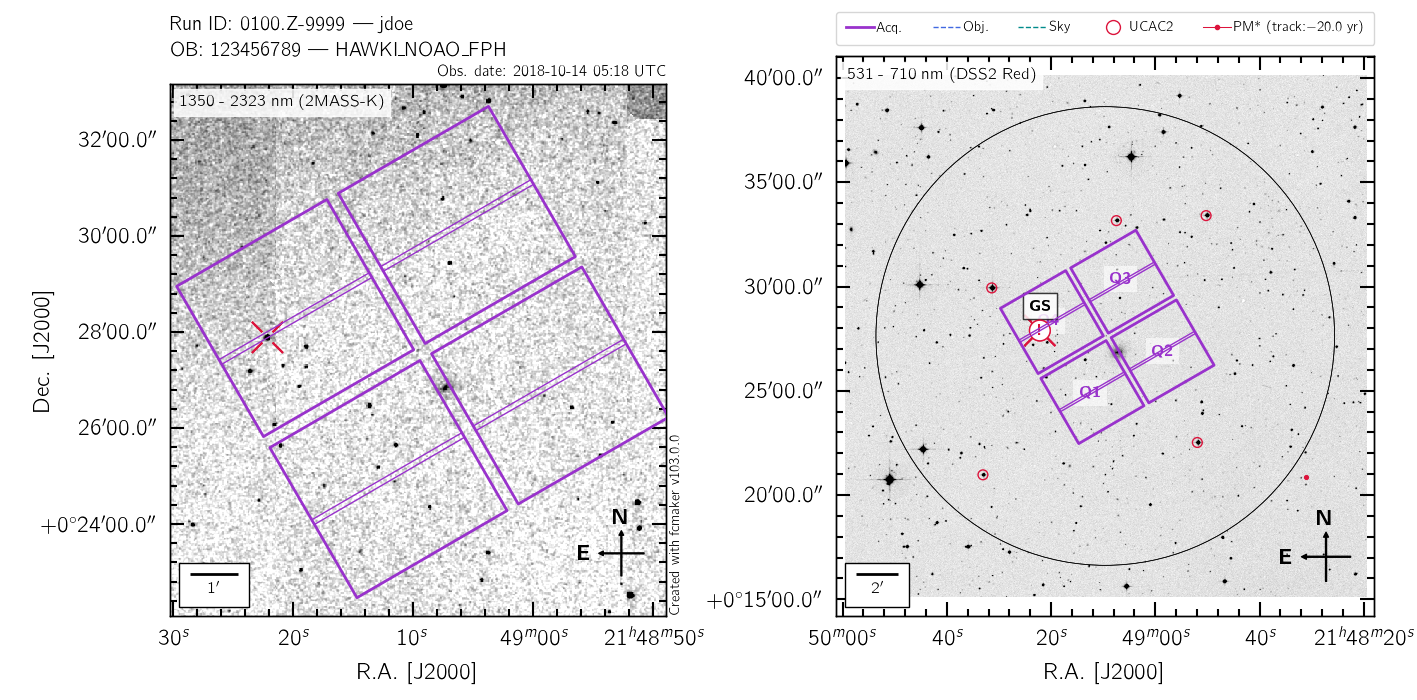 Run ID: 0100.Z-9999 — jdoe
OB: 123456789 — HAWKI_NOAO_FPH
Obs. date: 2018-10-14 05:18 UTC
1350 - 2323 nm (2MASS-K)
32′00.0″
30′00.0″
28′00.0″
26′00.0″
+0°24′00.0″
Dec. [J2000]
N
E
1′
Created with fcmaker v103.0.0
30ˢ 20ˢ 10ˢ 49ᵐ00ˢ 21ʰ48ᵐ50ˢ
R.A. [J2000]
Acq. Obj. Sky UCAC2 PM* (track:−20.0 yr)
531 - 710 nm (DSS2 Red)
40′00.0″
35′00.0″
30′00.0″
25′00.0″
20′00.0″
+0°15′00.0″
Q3
GS
Q2
Q1
N
E
2′
50ᵐ00ˢ 40ˢ 20ˢ 49ᵐ00ˢ 40ˢ 21ʰ48ᵐ20ˢ
R.A. [J2000]